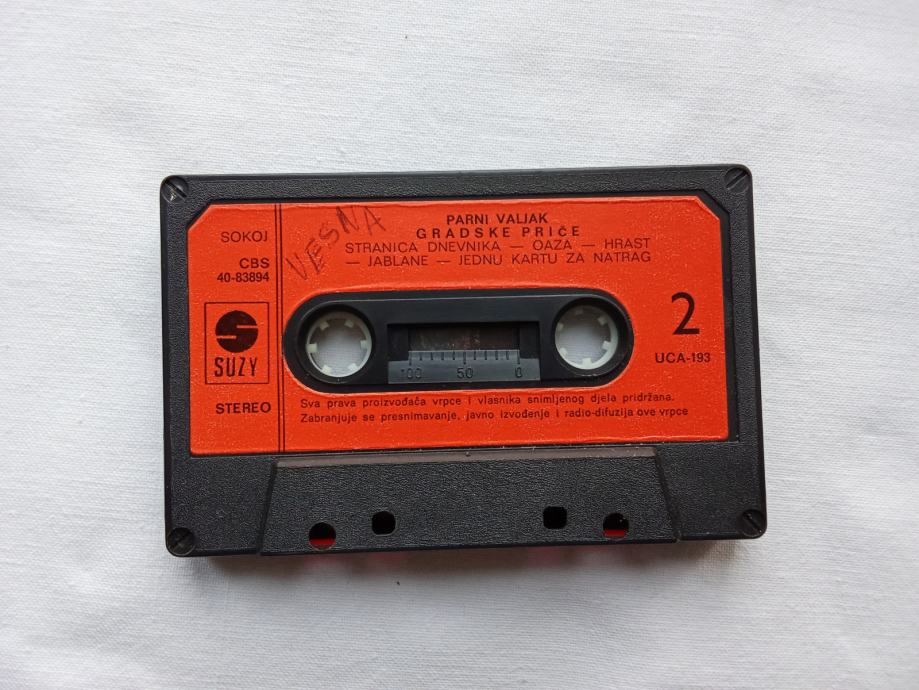 SOKOJ
CBS
40-83894
SUZY
STEREO
VESNA
PARNI VALJAK
GRADSKE PRIČE
STRANICA DNEVNIKA — OAZA — HRAST
— JABLANE — JEDNU KARTU ZA NATRAG
2
UCA-193
100 50 0
Sva prava proizvođača vrpce i vlasnika snimljenog djela pridržana.
Zabranjuje se presnimavanje, javno izvođenje i radio-difuzija ove vrpce